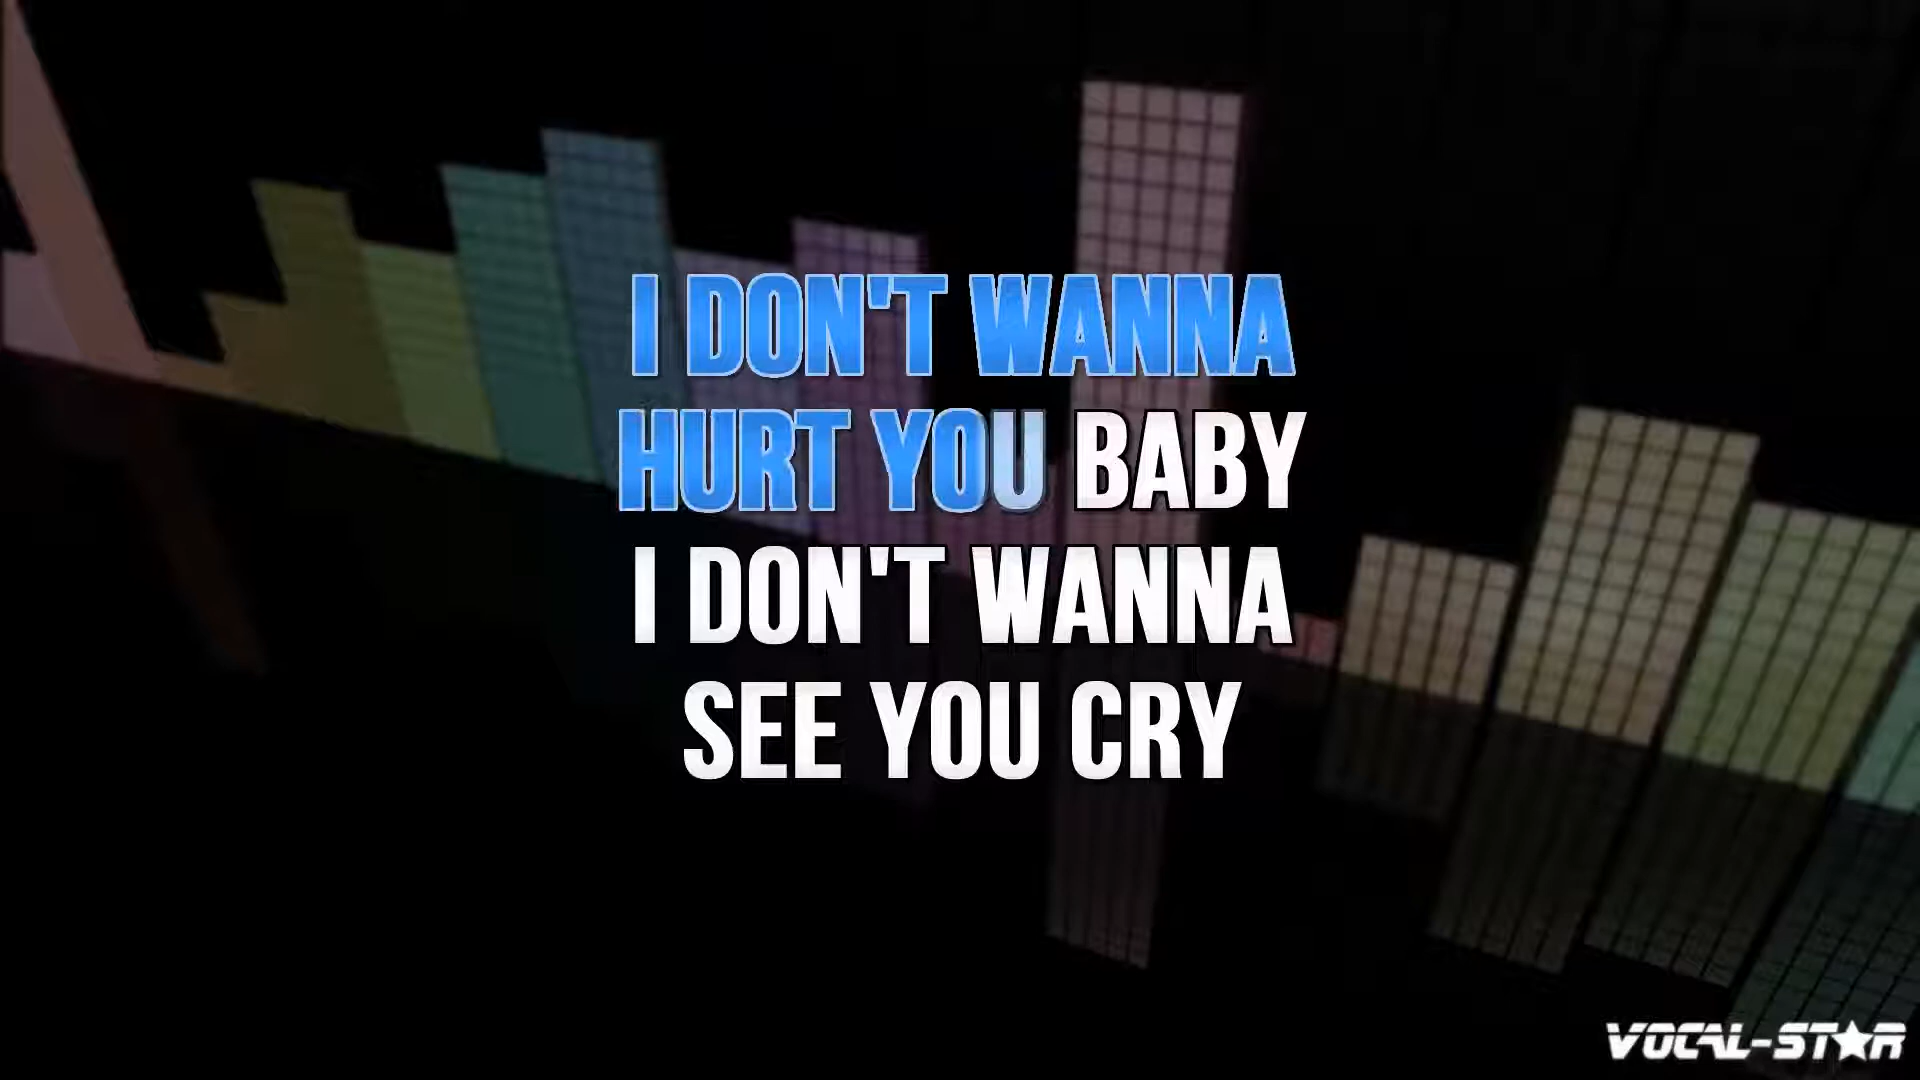 I DON'T WANNA
HURT YOU BABY
I DON'T WANNA
SEE YOU CRY
VOCAL-STAR